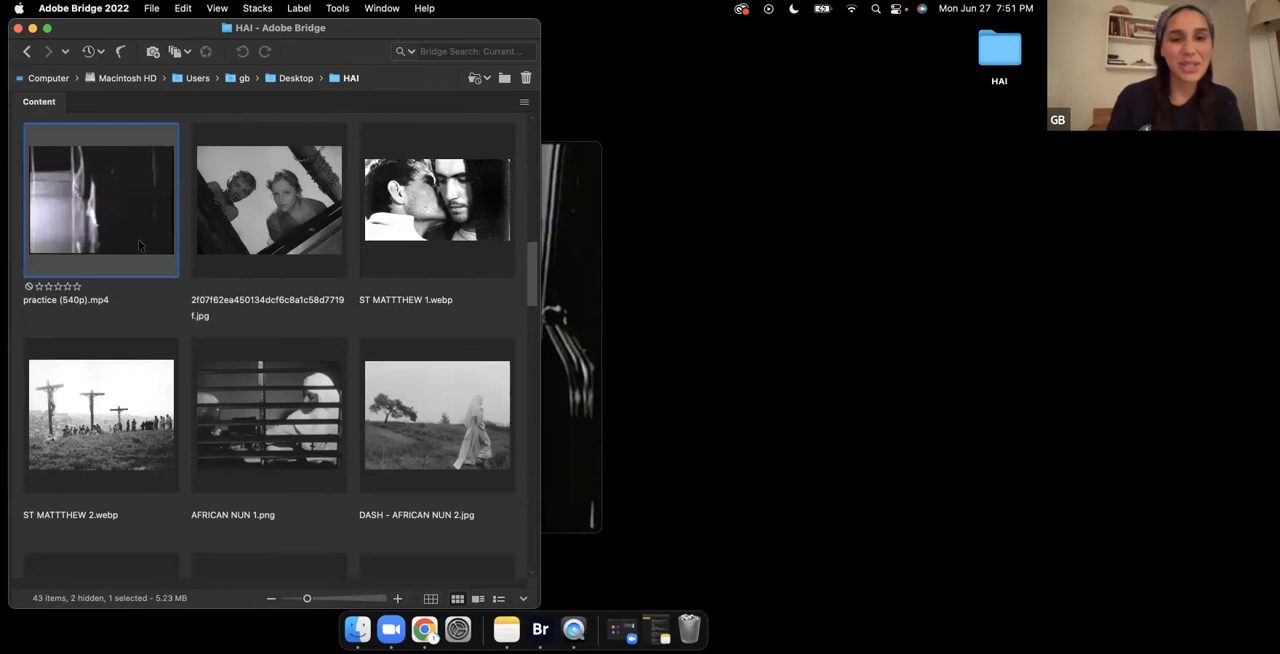 Adobe Bridge 2022 File Edit View Stacks Label Tools Window Help Mon Jun 27 7:51 PM
HAI - Adobe Bridge
Bridge Search: Current...
Computer Macintosh HD Users gb Desktop HAI
Content
HAI
GB
practice (540p).mp4
2f07f62ea450134dcf6c8a1c58d7719
f.jpg
ST MATTTHEW 1.webp
ST MATTTHEW 2.webp
AFRICAN NUN 1.png
DASH - AFRICAN NUN 2.jpg
43 items, 2 hidden, 1 selected - 5.23 MB
Br